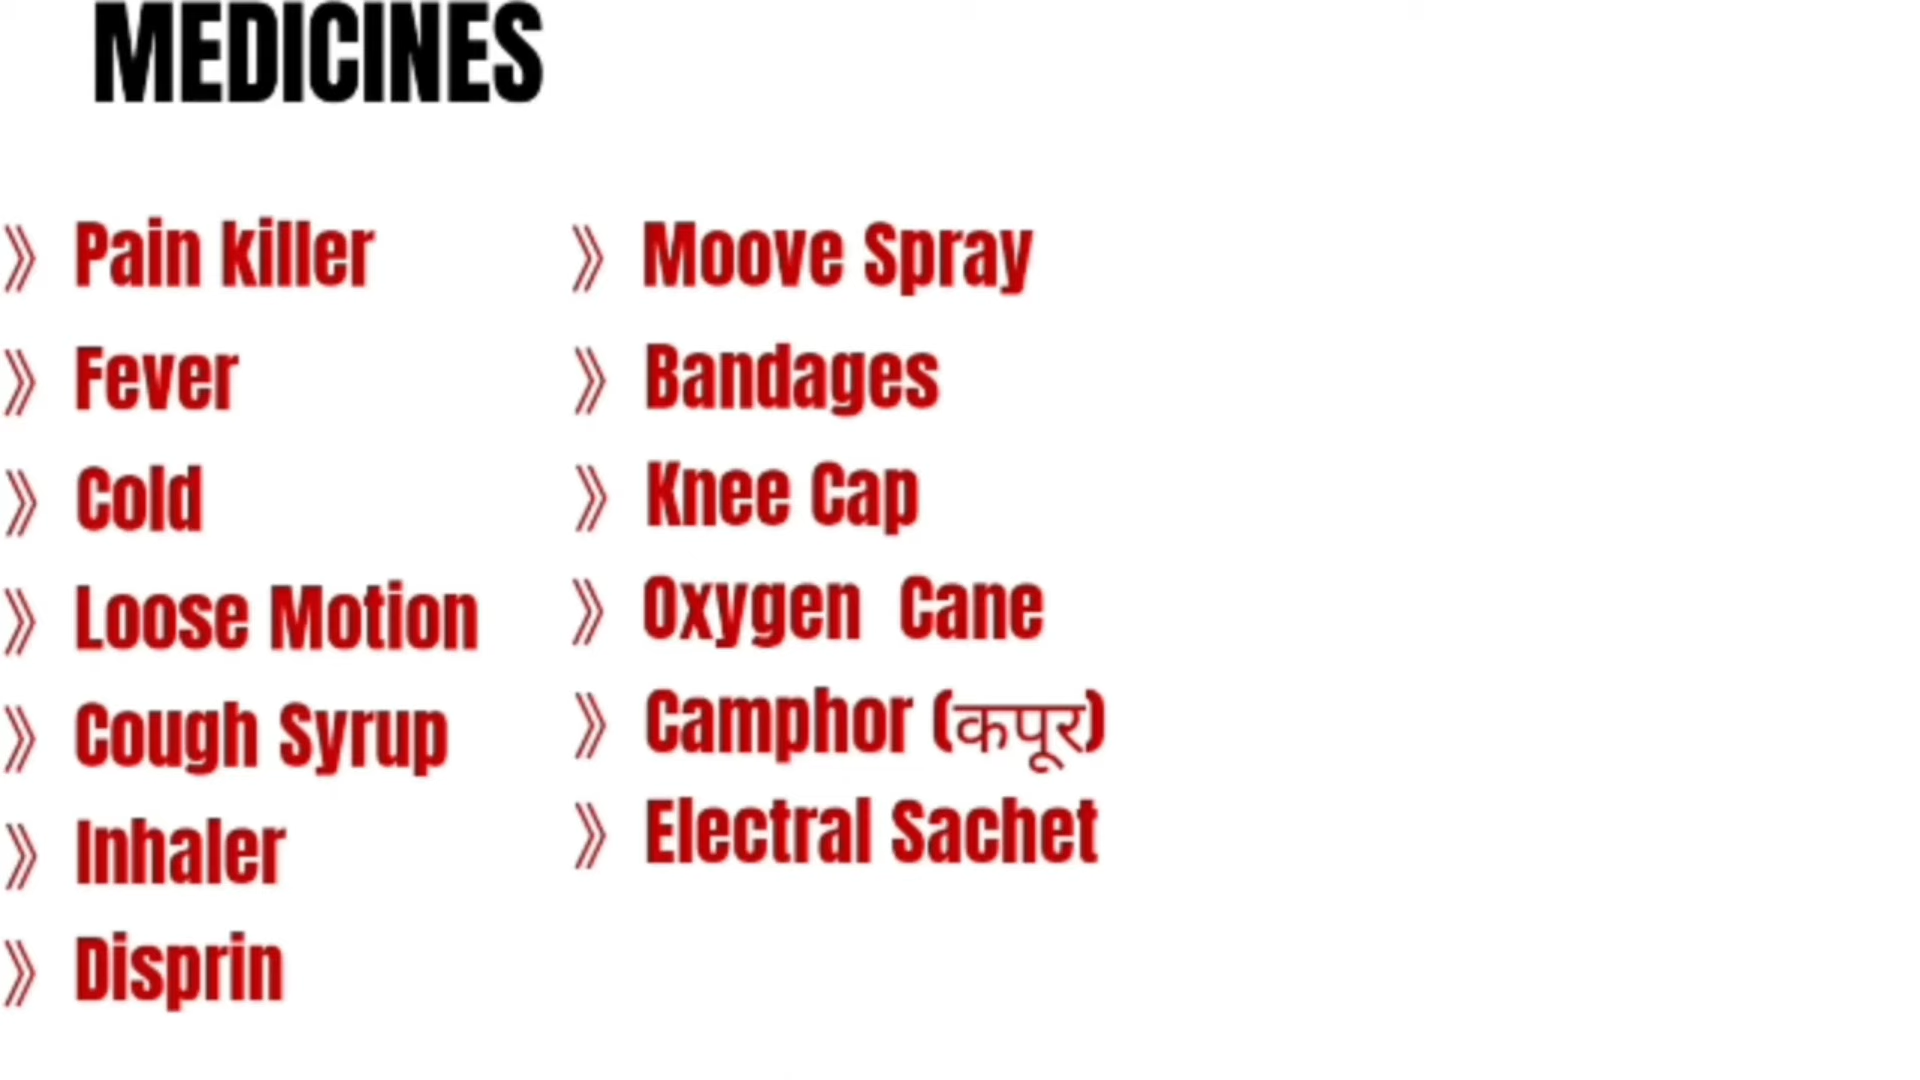 MEDICINES
》 Pain killer
》 Fever
》 Cold
》 Loose Motion
》 Cough Syrup
》 Inhaler
》 Disprin
》 Moove Spray
》 Bandages
》 Knee Cap
》 Oxygen  Cane
》 Camphor (कपूर)
》 Electral Sachet